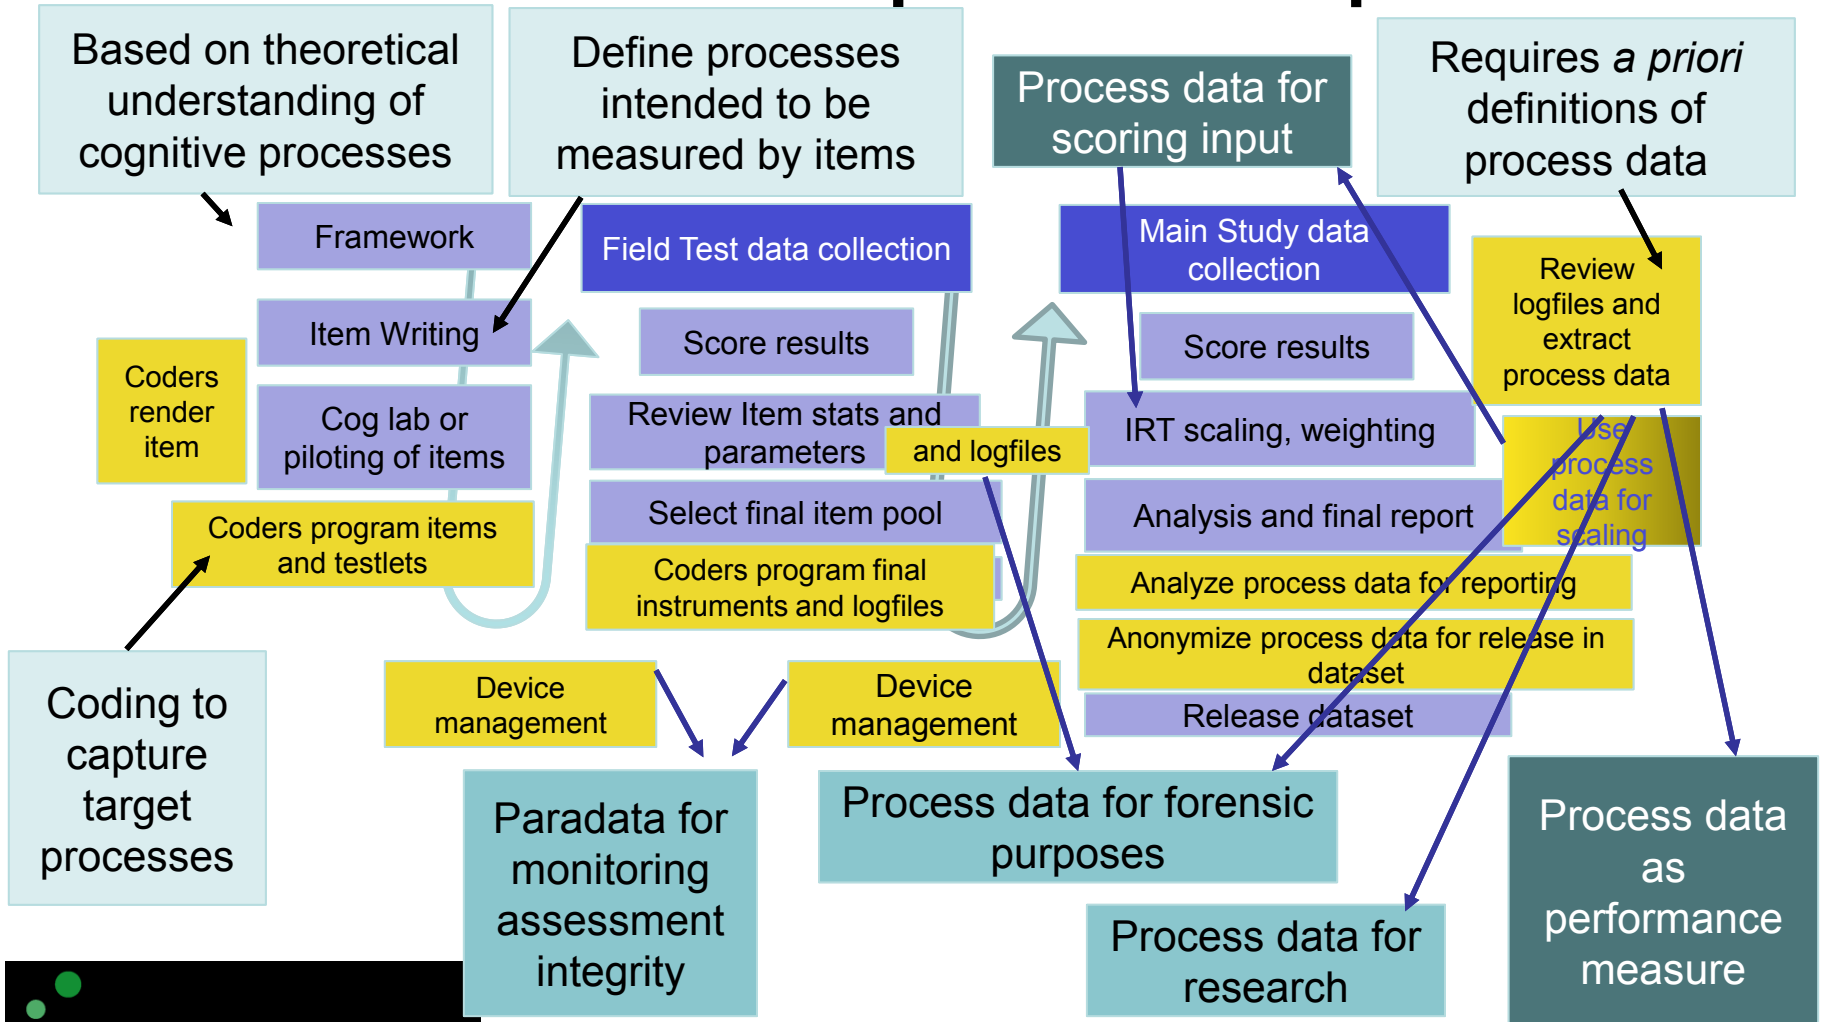 Based on theoretical
understanding of
cognitive processes
Define processes
intended to be
measured by items
Process data for
scoring input
Requires a priori
definitions of
process data
Framework
Field Test data collection
Main Study data
collection
Review
logfiles and
extract
process data
Item Writing
Score results
Score results
Coders
render
item
Cog lab or
piloting of items
Review Item stats and
parameters
and logfiles
IRT scaling, weighting
Use
process
data for
scaling
Coders program items
and testlets
Select final item pool
Analysis and final report
Coders program final
instruments and logfiles
Analyze process data for reporting
Anonymize process data for release in
dataset
Device
management
Device
management
Release dataset
Coding to
capture
target
processes
Paradata for
monitoring
assessment
integrity
Process data for forensic
purposes
Process data for
research
Process data
as
performance
measure